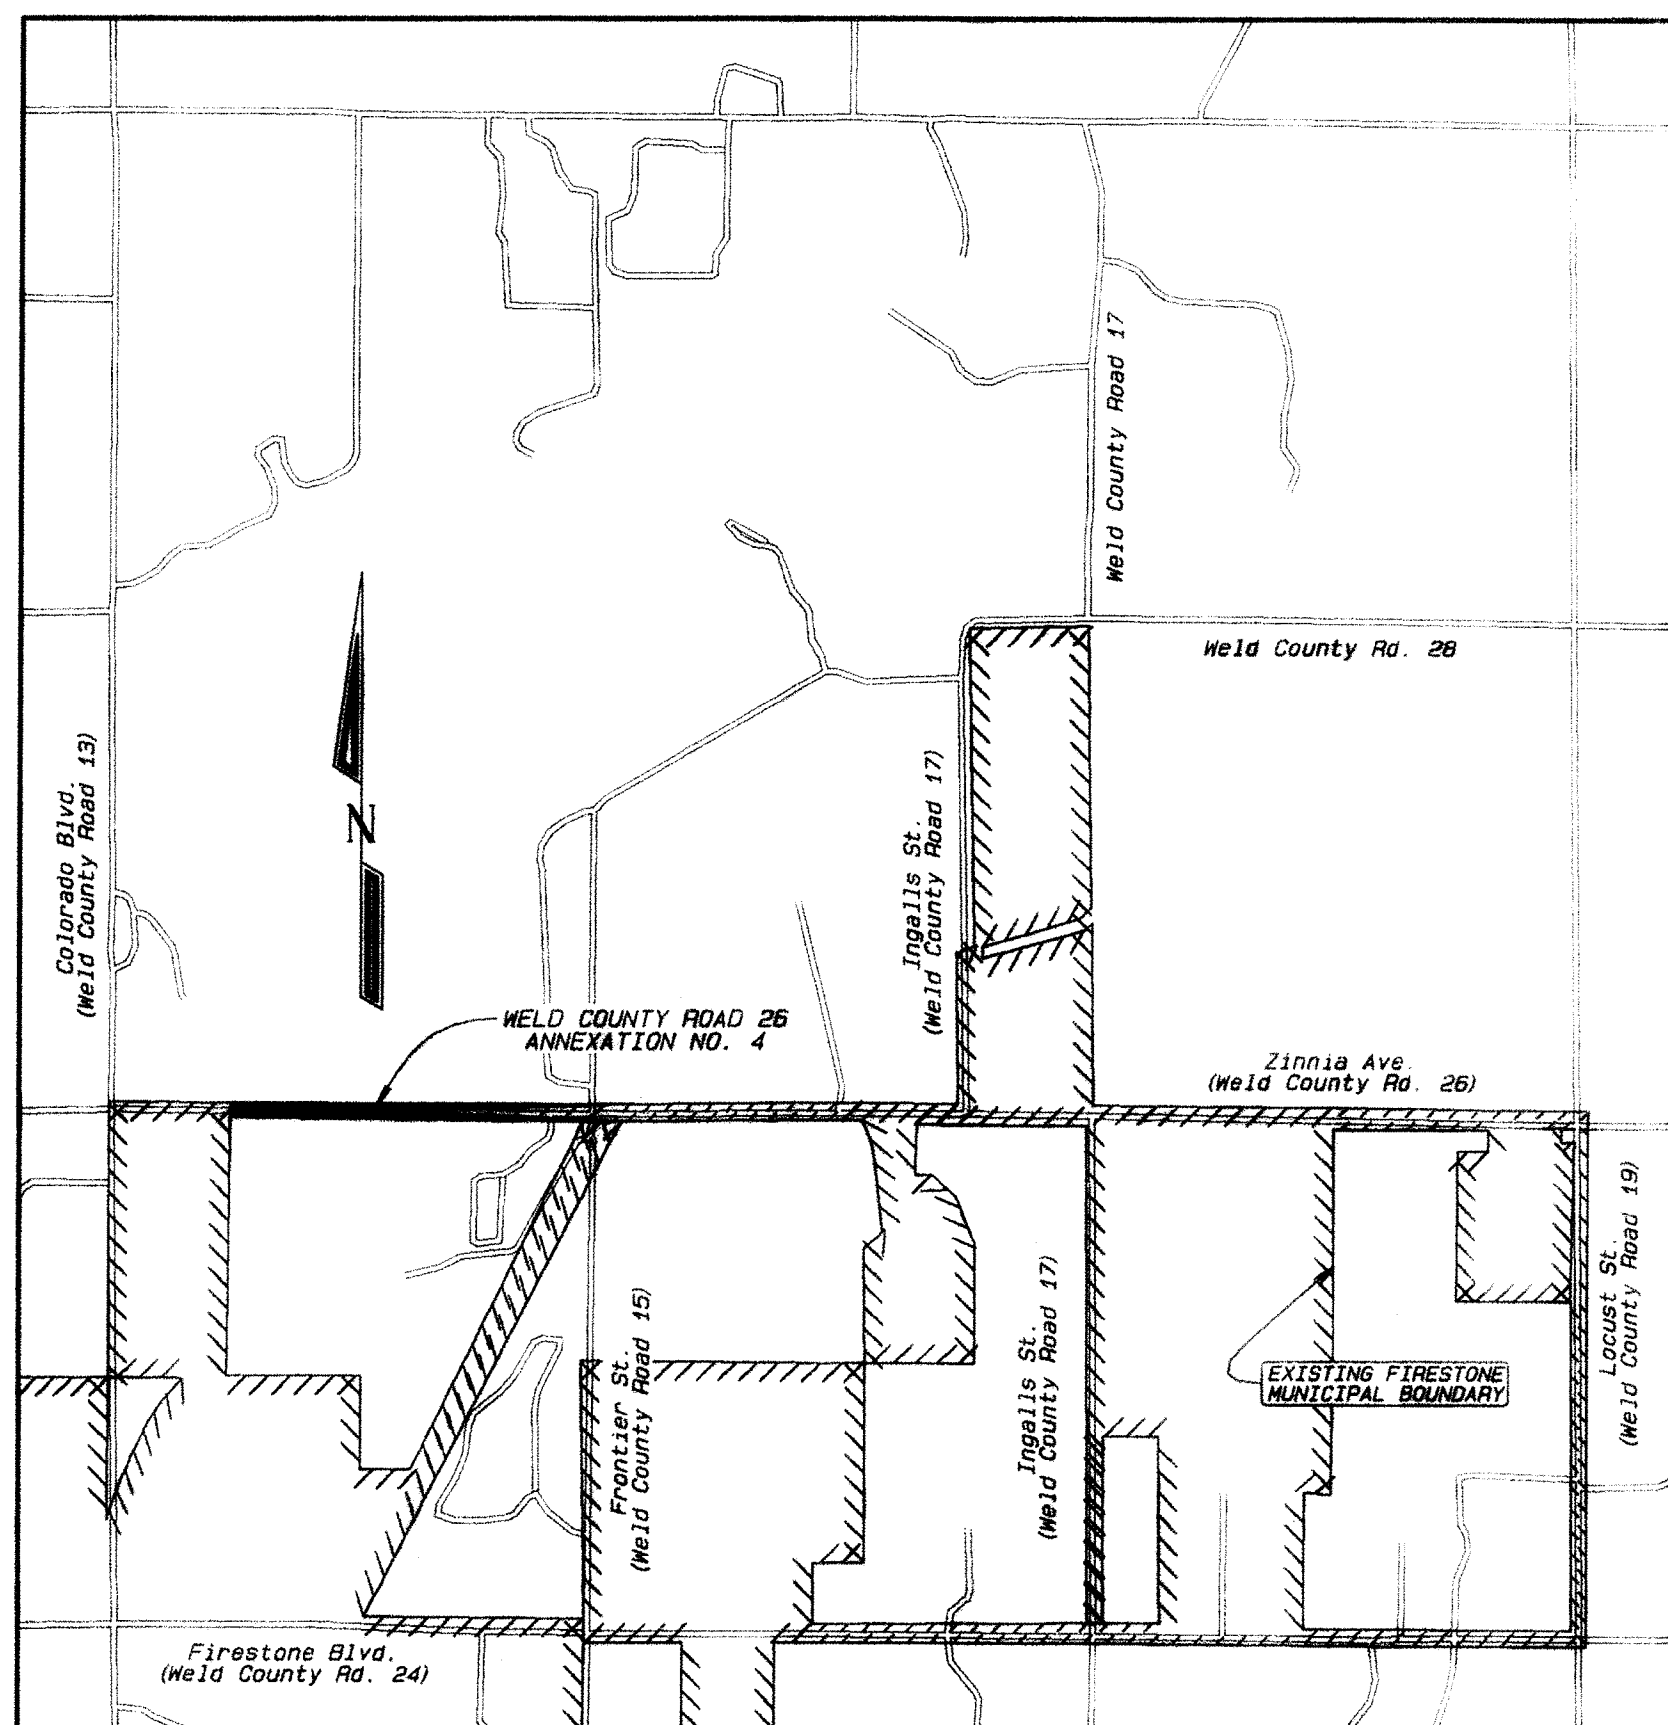 Weld County Road 17
Weld County Rd. 28
Colorado Blvd.
(Weld County Road 13)
N
Ingalls St.
(Weld County Road 17)
WELD COUNTY ROAD 26
ANNEXATION NO. 4
Zinnia Ave.
(Weld County Rd. 26)
Locust St.
(Weld County Road 19)
Frontier St.
(Weld County Road 15)
Ingalls St.
(Weld County Road 17)
EXISTING FIRESTONE
MUNICIPAL BOUNDARY
Firestone Blvd.
(Weld County Rd. 24)